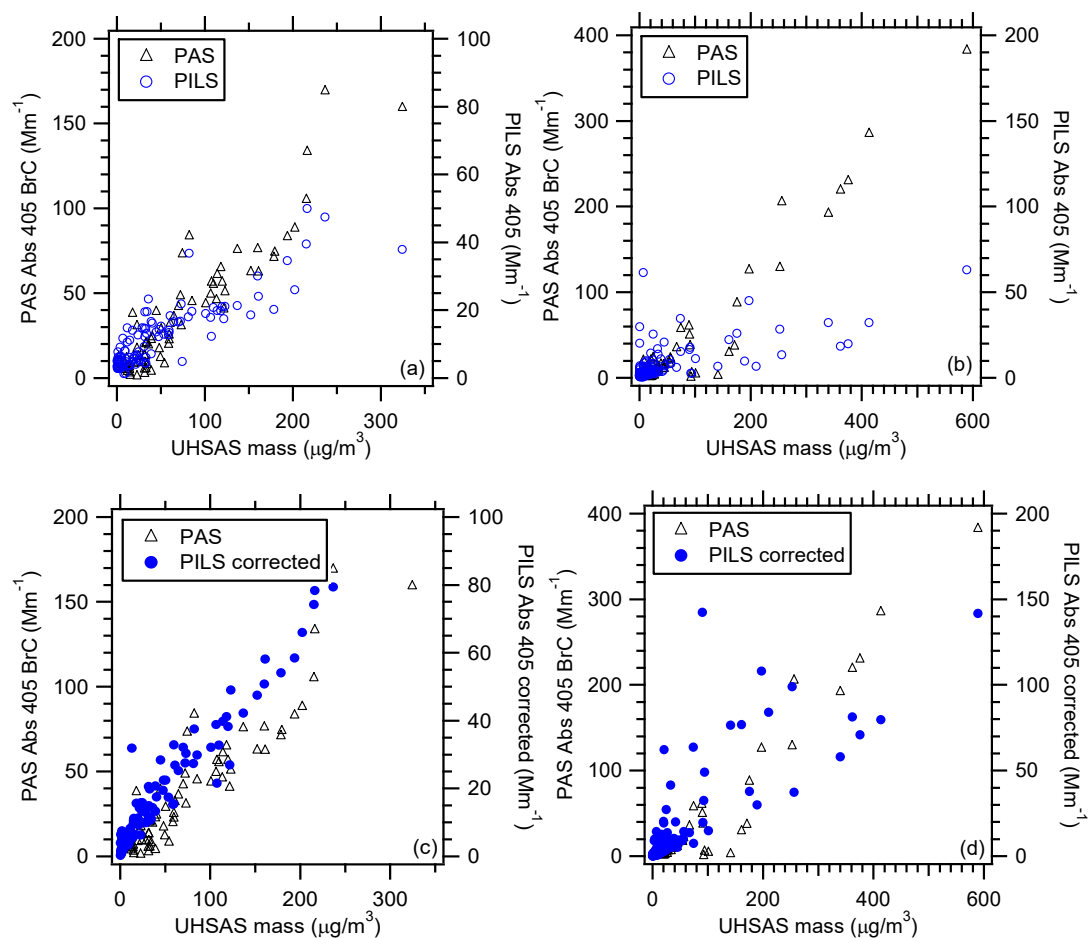 200
150
100
50
0
PAS Abs 405 BrC (Mm⁻¹)
PAS
PILS
100
80
60
40
20
0
PILS Abs 405 (Mm⁻¹)
(a)
0 100 200 300
UHSAS mass (μg/m³)
400
300
200
100
0
PAS Abs 405 BrC (Mm⁻¹)
PAS
PILS
200
150
100
50
0
PILS Abs 405 (Mm⁻¹)
(b)
0 200 400 600
UHSAS mass (μg/m³)
200
150
100
50
0
PAS Abs 405 BrC (Mm⁻¹)
PAS
PILS corrected
100
80
60
40
20
0
PILS Abs 405 corrected (Mm⁻¹)
(c)
0 100 200 300
UHSAS mass (μg/m³)
400
300
200
100
0
PAS Abs 405 BrC (Mm⁻¹)
PAS
PILS corrected
200
150
100
50
0
PILS Abs 405 corrected (Mm⁻¹)
(d)
0 200 400 600
UHSAS mass (μg/m³)